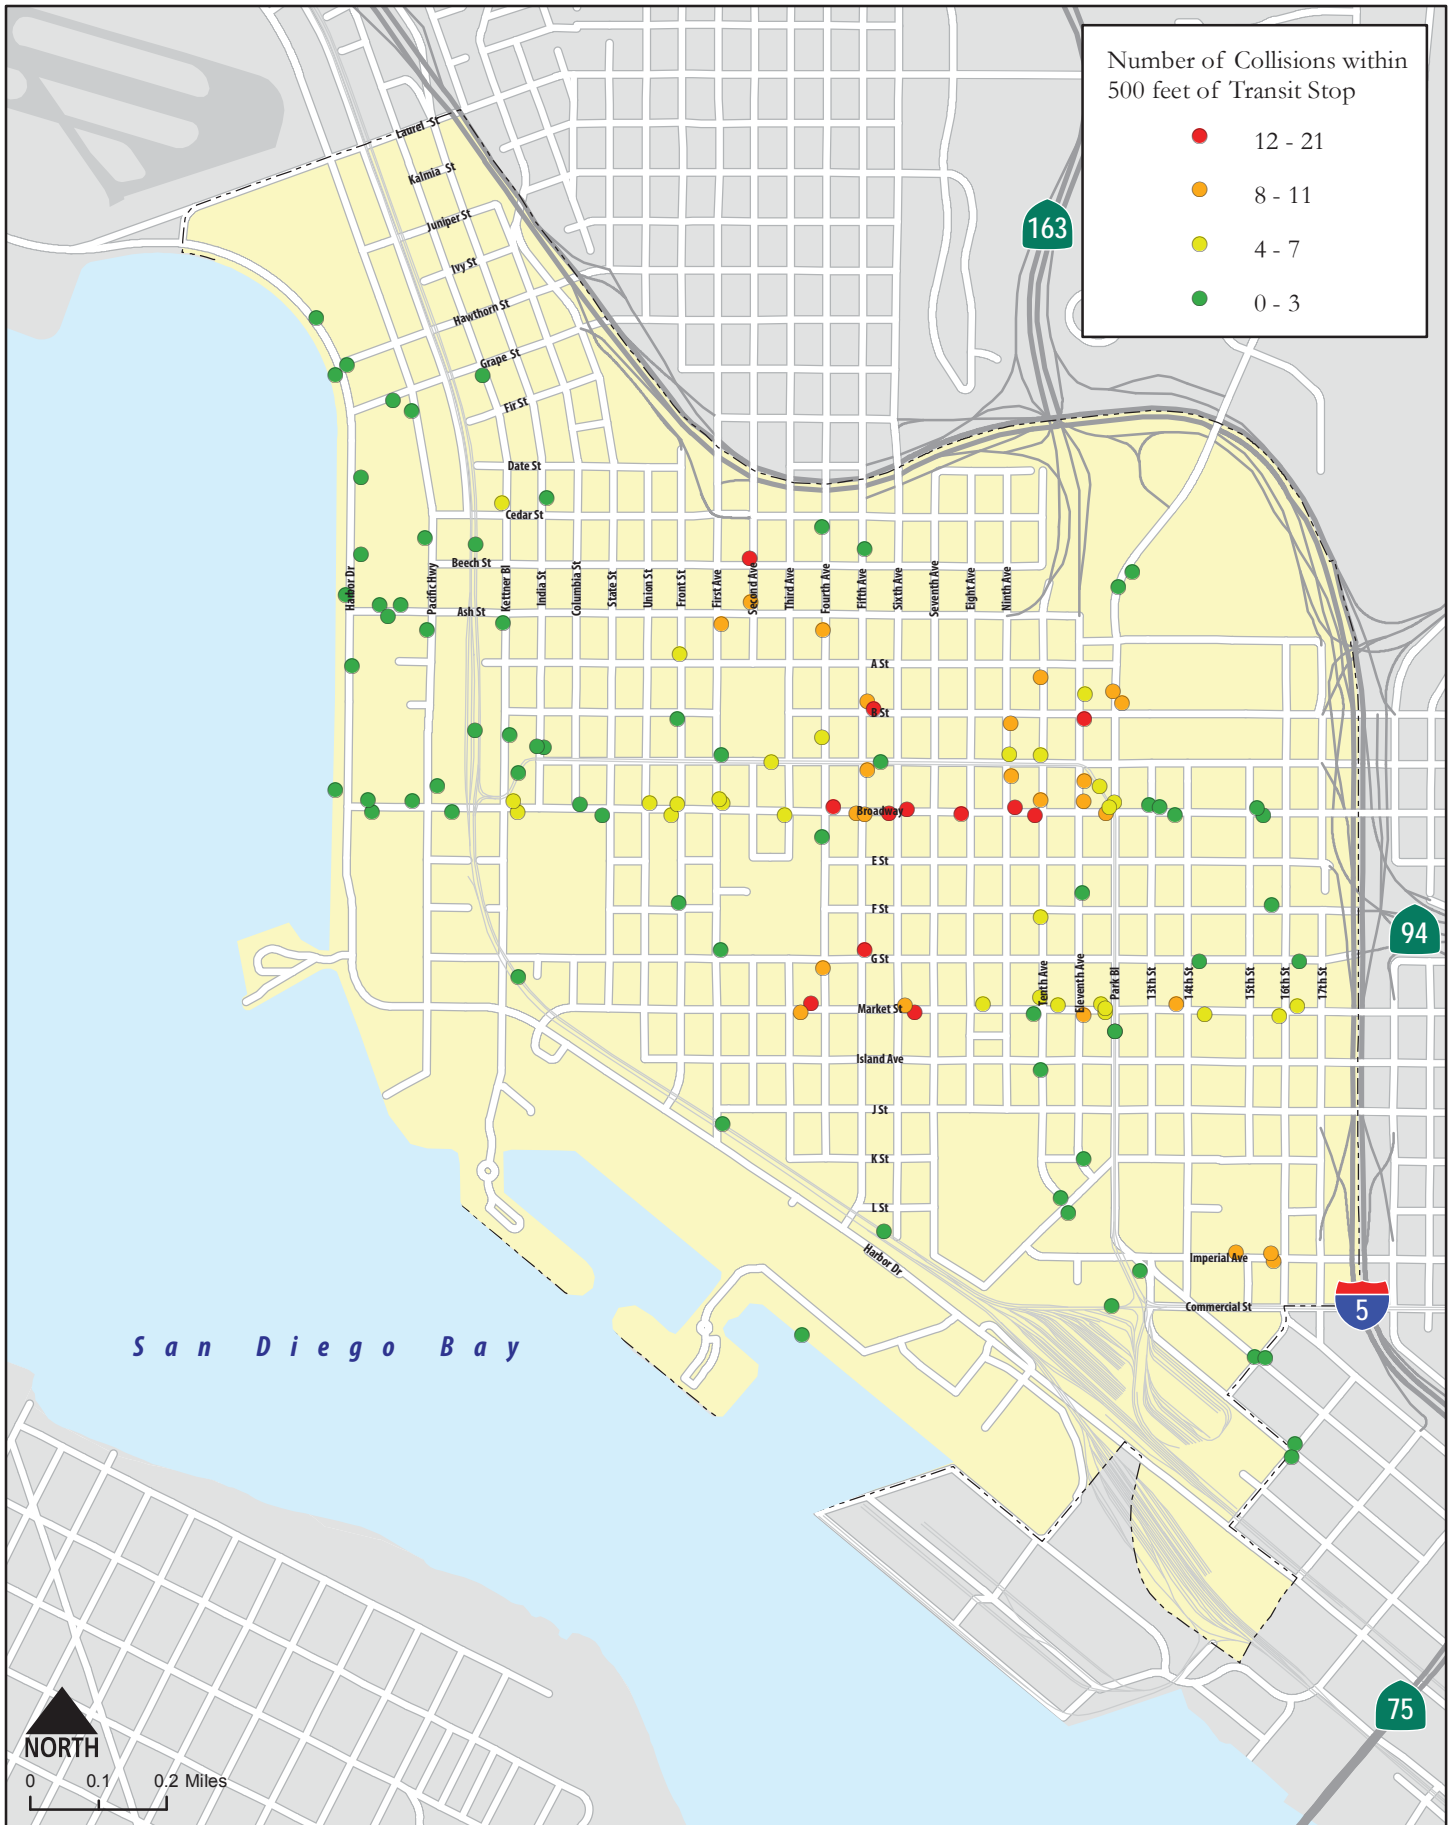 Number of Collisions within
500 feet of Transit Stop
12 - 21
8 - 11
4 - 7
0 - 3
163
Laurel St
Kalmia St
Juniper St
Ivy St
Hawthorn St
Grape St
Fir St
Date St
Cedar St
Beech St
Ash St
Harbor Dr
Pacific Hwy
Kettner Bl
India St
Columbia St
State St
Union St
Front St
First Ave
Second Ave
Third Ave
Fourth Ave
Fifth Ave
Sixth Ave
Seventh Ave
Eight Ave
Ninth Ave
A St
B St
Broadway
E St
F St
94
G St
Tenth Ave
Eleventh Ave
Park Bl
13th St
14th St
15th St
16th St
17th St
Market St
Island Ave
J St
K St
L St
Harbor Dr
Imperial Ave
Commercial St
5
San Diego Bay
75
NORTH
0 0.1 0.2 Miles